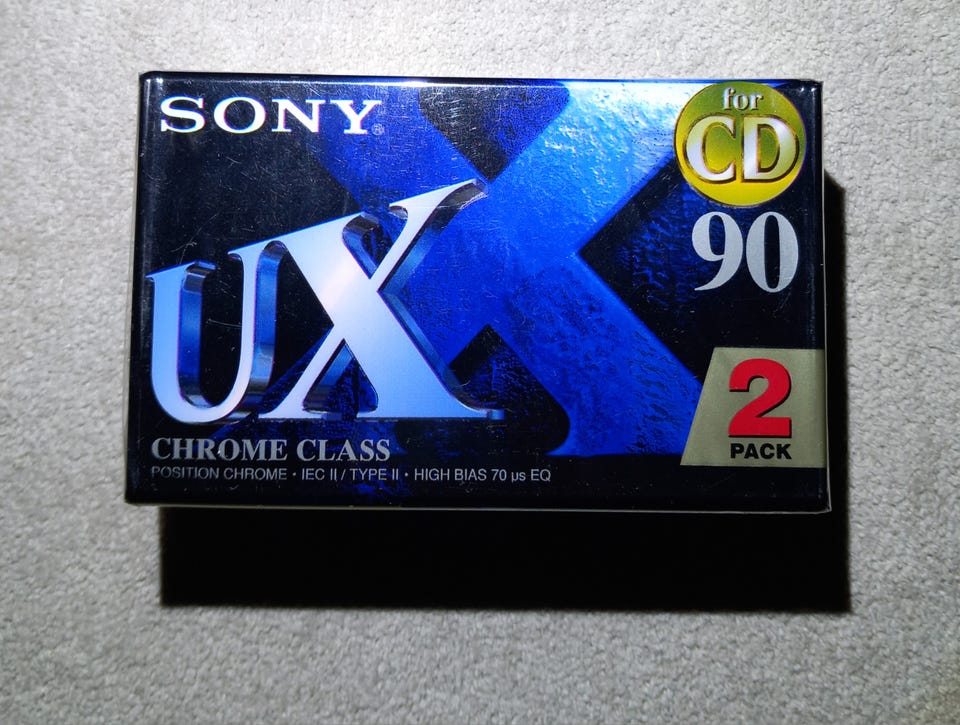 SONY®
for
CD
90
UX
CHROME CLASS
POSITION CHROME • IEC II / TYPE II • HIGH BIAS 70 µs EQ
2
PACK